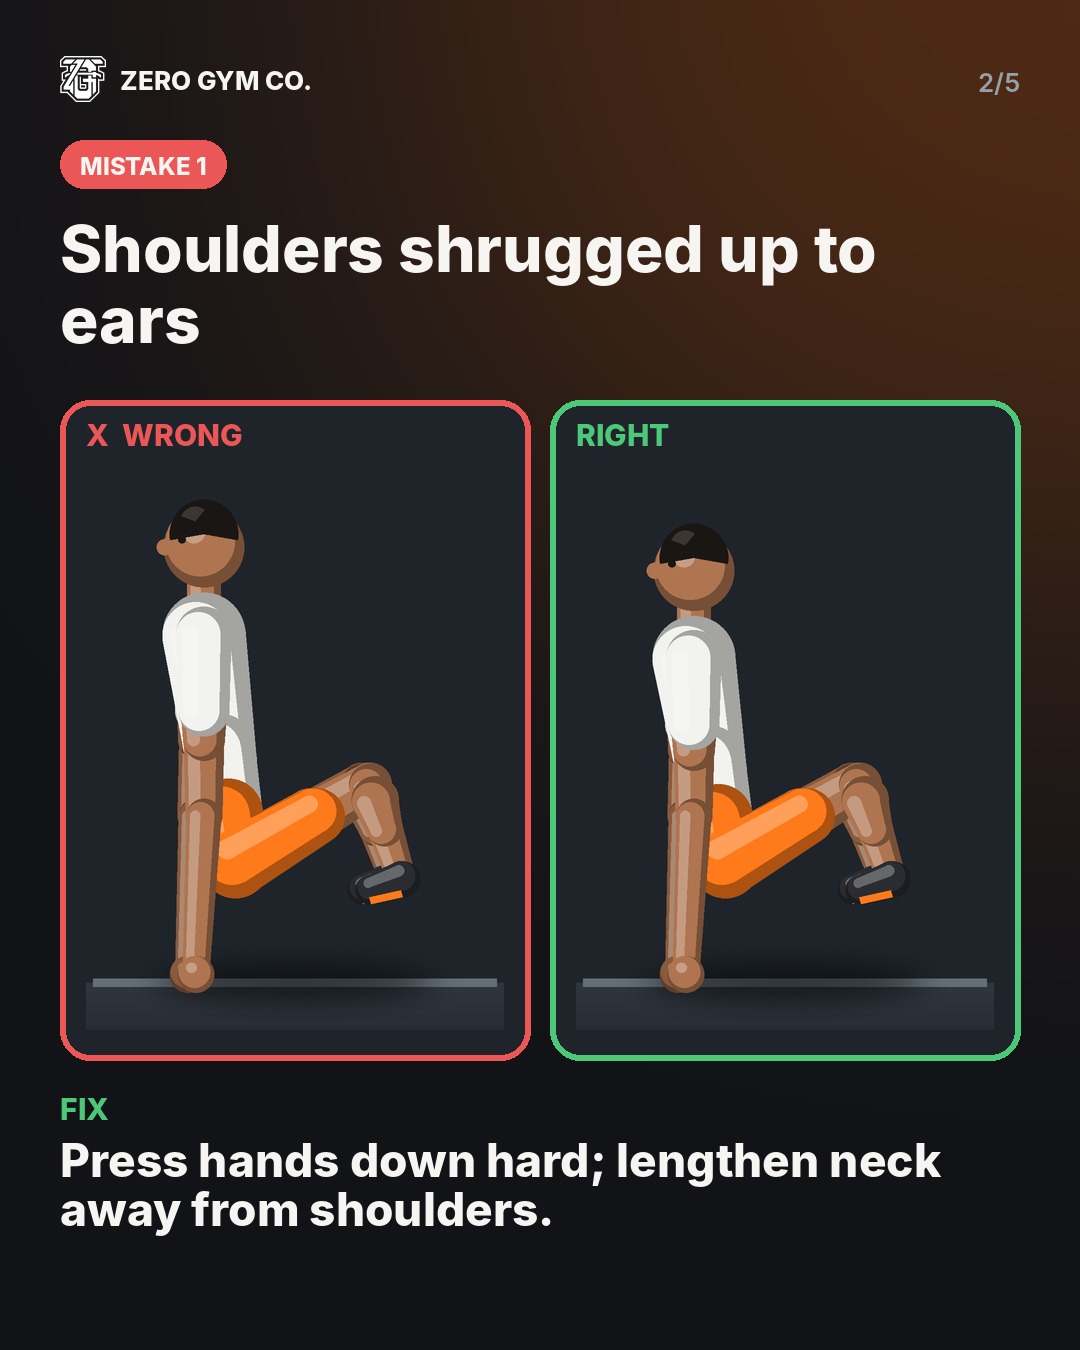 ZERO GYM CO.
2/5
MISTAKE 1
Shoulders shrugged up to
ears
X WRONG
RIGHT
FIX
Press hands down hard; lengthen neck
away from shoulders.